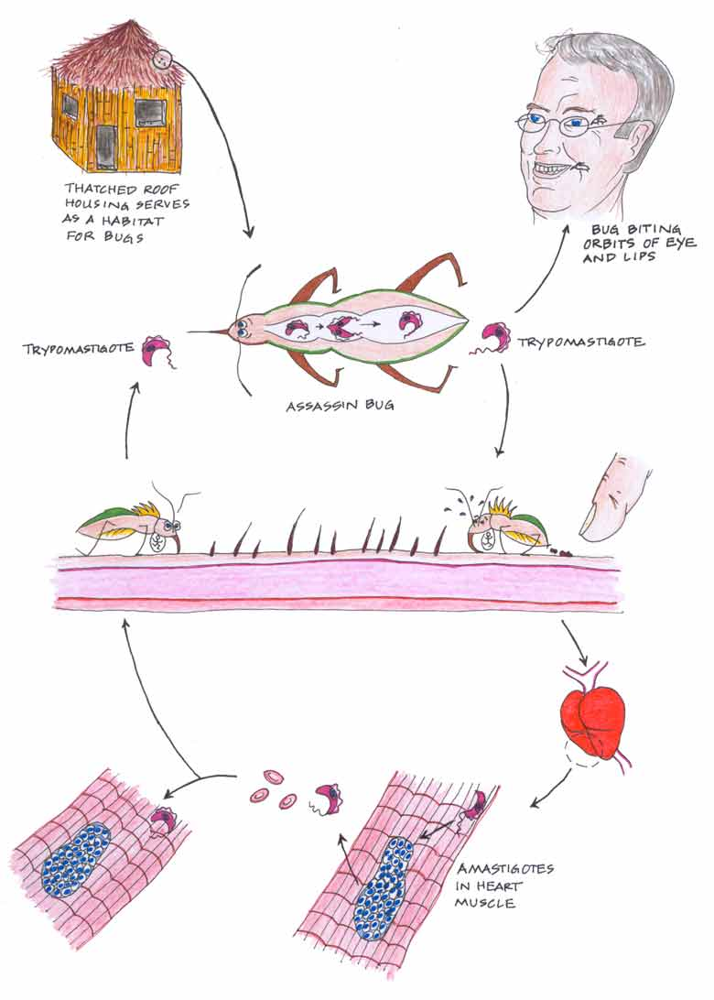 THATCHED ROOF
HOUSING SERVES
AS A HABITAT
FOR BUGS
BUG BITING
ORBITS OF EYE
AND LIPS
TRYPOMASTIGOTE
TRYPOMASTIGOTE
ASSASSIN BUG
AMASTIGOTES
IN HEART
MUSCLE